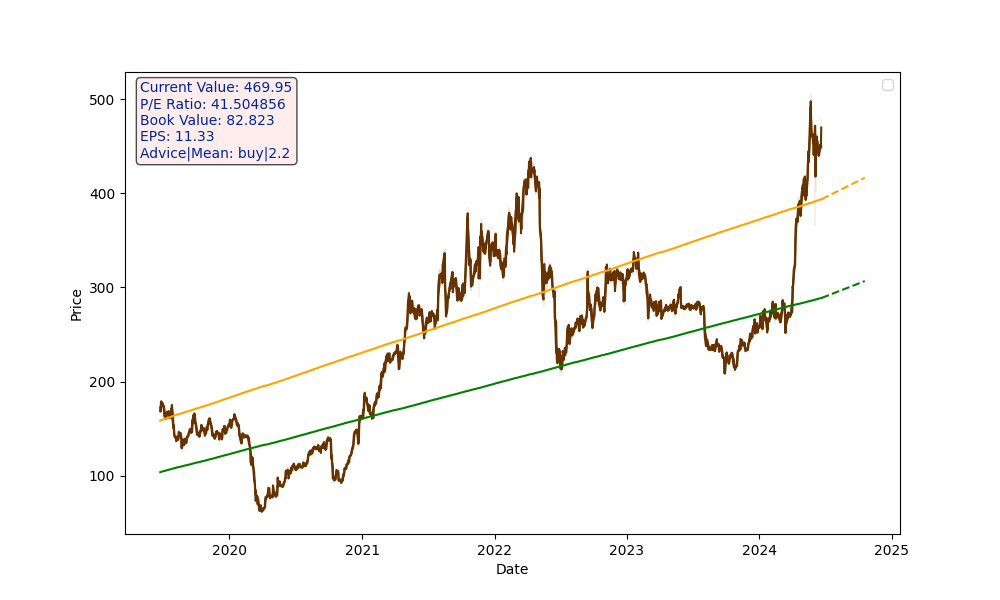 Current Value: 469.95
P/E Ratio: 41.504856
Book Value: 82.823
EPS: 11.33
Advice|Mean: buy|2.2
500
400
300
200
100
Price
2020
2021
2022
2023
2024
2025
Date